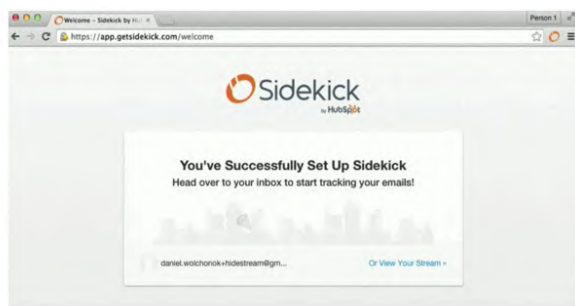 Welcome - Sidekick by Hu
Person 1
https://app.getsidekick.com/welcome
Sidekick
by HubSpot
You've Successfully Set Up Sidekick
Head over to your inbox to start tracking your emails!
daniel.wolchonok+hidestream@gm...
Or View Your Stream ›